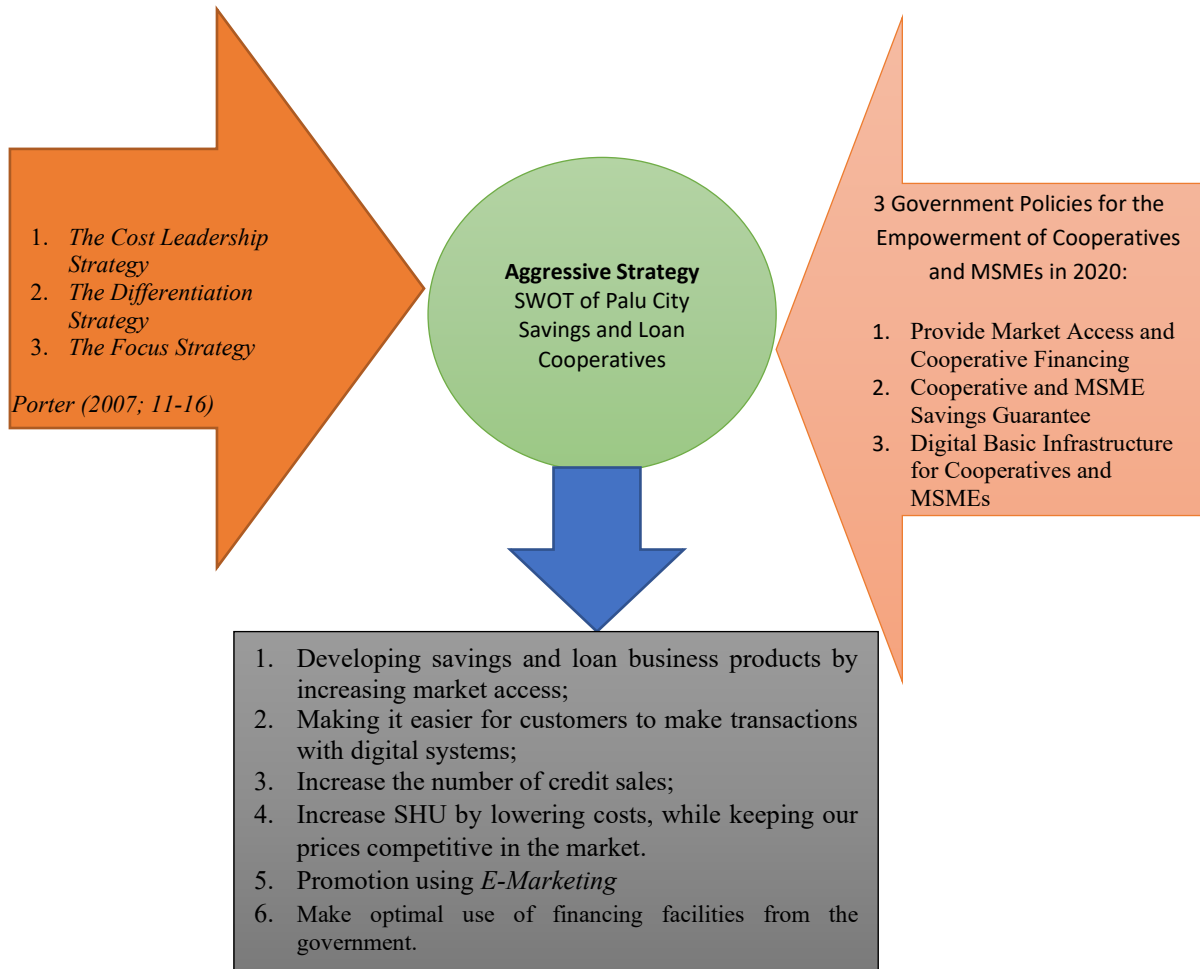 1. The Cost Leadership
Strategy
2. The Differentiation
Strategy
3. The Focus Strategy
Porter (2007; 11-16)
Aggressive Strategy
SWOT of Palu City
Savings and Loan
Cooperatives
3 Government Policies for the
Empowerment of Cooperatives
and MSMEs in 2020:
1. Provide Market Access and
Cooperative Financing
2. Cooperative and MSME
Savings Guarantee
3. Digital Basic Infrastructure
for Cooperatives and
MSMEs
1. Developing savings and loan business products by
increasing market access;
2. Making it easier for customers to make transactions
with digital systems;
3. Increase the number of credit sales;
4. Increase SHU by lowering costs, while keeping our
prices competitive in the market.
5. Promotion using E-Marketing
6. Make optimal use of financing facilities from the
government.